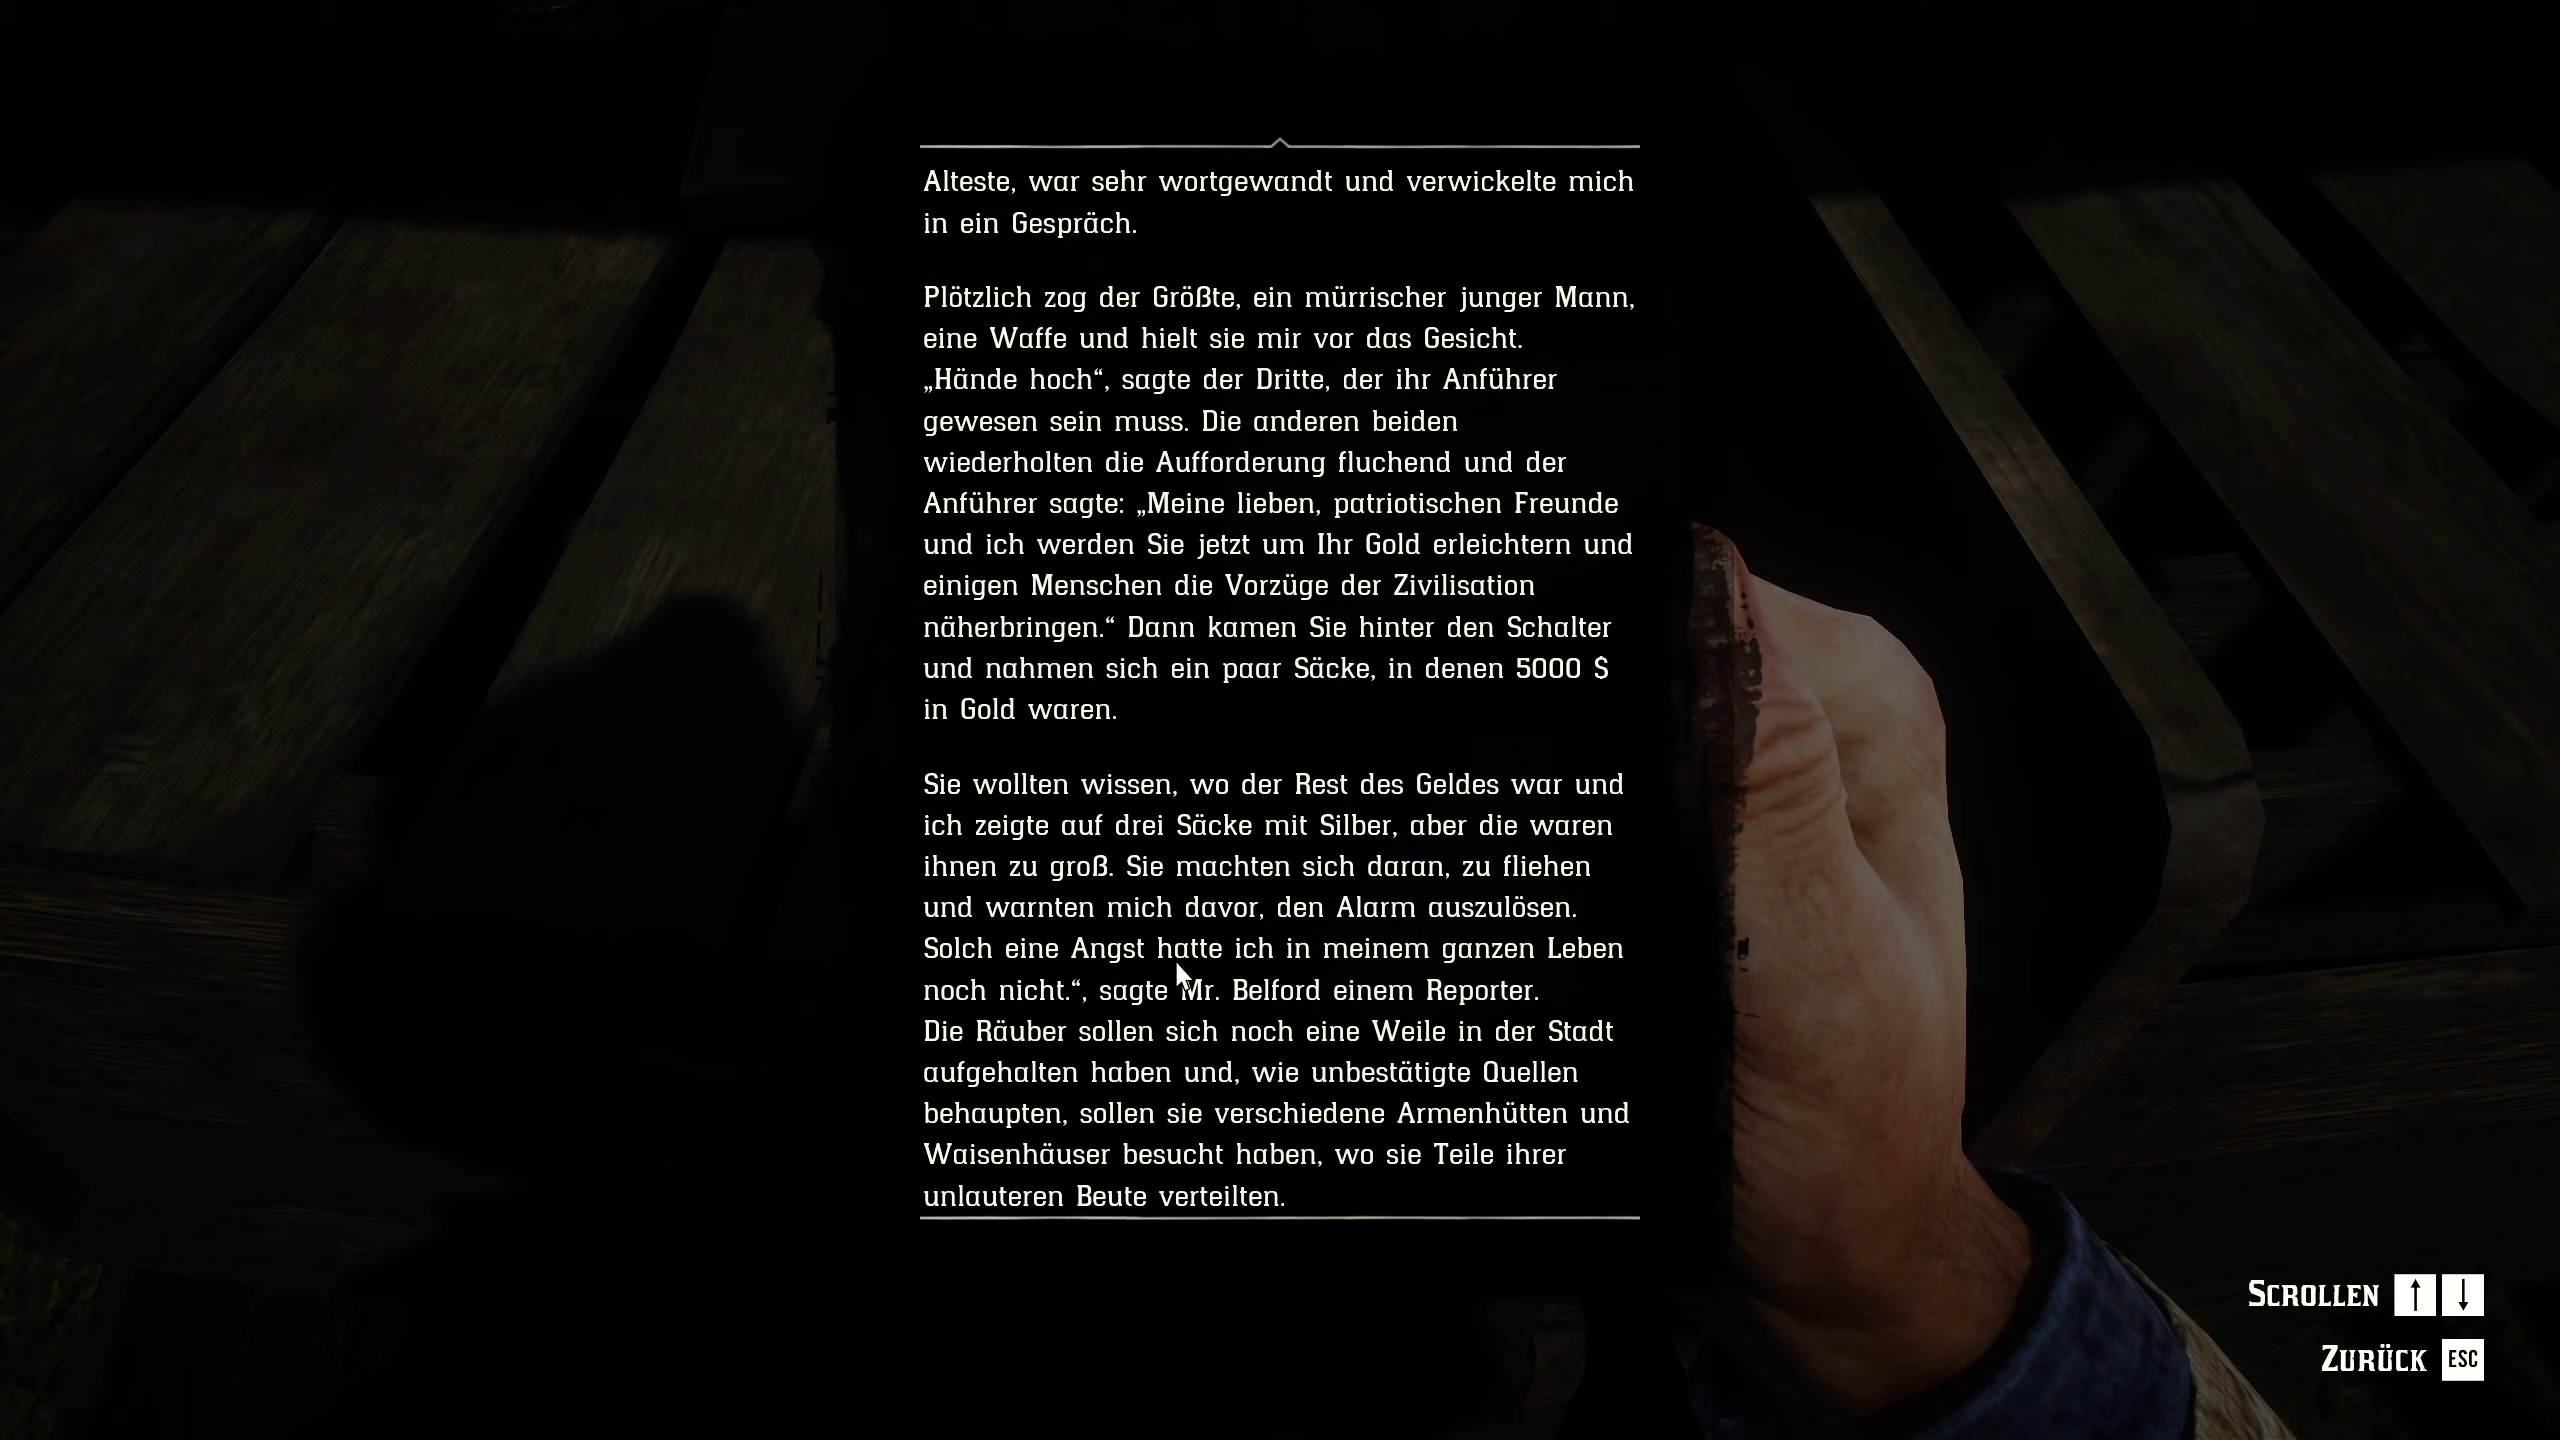 Älteste, war sehr wortgewandt und verwickelte mich
in ein Gespräch.
Plötzlich zog der Größte, ein mürrischer junger Mann,
eine Waffe und hielt sie mir vor das Gesicht.
„Hände hoch“, sagte der Dritte, der ihr Anführer
gewesen sein muss. Die anderen beiden
wiederholten die Aufforderung fluchend und der
Anführer sagte: „Meine lieben, patriotischen Freunde
und ich werden Sie jetzt um Ihr Gold erleichtern und
einigen Menschen die Vorzüge der Zivilisation
näherbringen.“ Dann kamen Sie hinter den Schalter
und nahmen sich ein paar Säcke, in denen 5000 $
in Gold waren.
Sie wollten wissen, wo der Rest des Geldes war und
ich zeigte auf drei Säcke mit Silber, aber die waren
ihnen zu groß. Sie machten sich daran, zu fliehen
und warnten mich davor, den Alarm auszulösen.
Solch eine Angst hatte ich in meinem ganzen Leben
noch nicht.“, sagte Mr. Belford einem Reporter.
Die Räuber sollen sich noch eine Weile in der Stadt
aufgehalten haben und, wie unbestätigte Quellen
behaupten, sollen sie verschiedene Armenhütten und
Waisenhäuser besucht haben, wo sie Teile ihrer
unlauteren Beute verteilten.
SCROLLEN ↑ ↓
ZURÜCK ESC